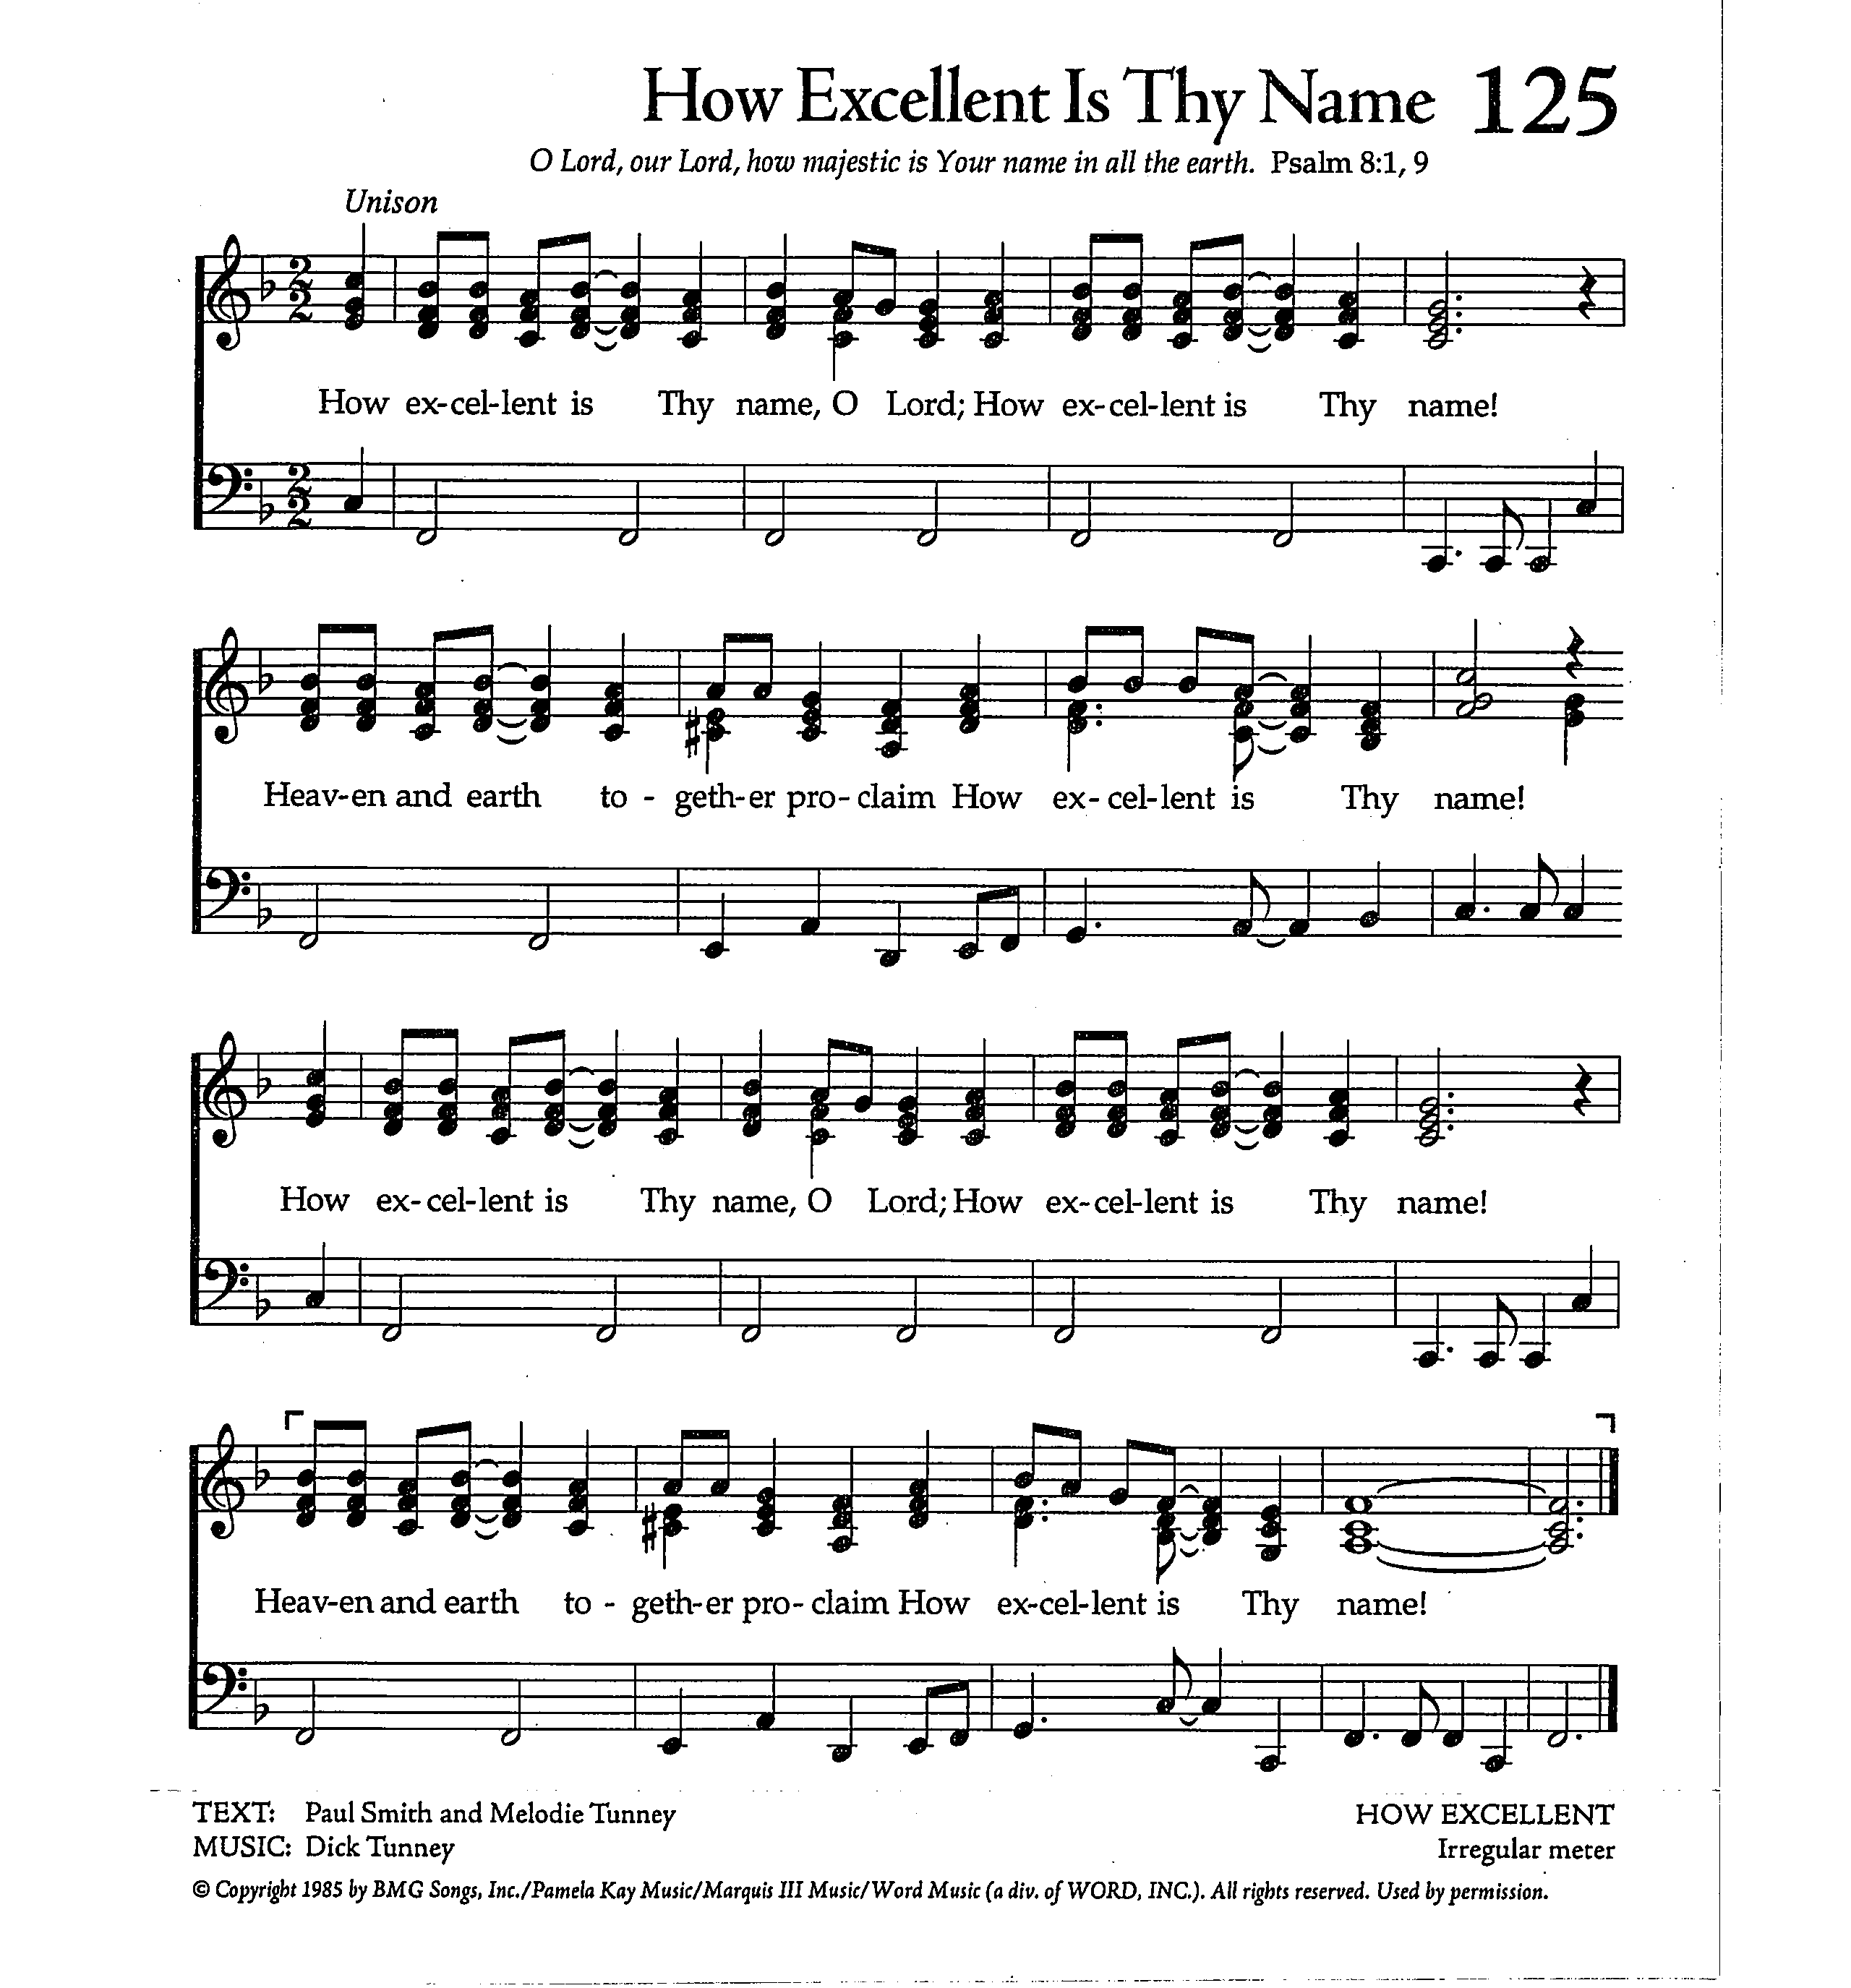 How Excellent Is Thy Name 125
O Lord, our Lord, how majestic is Your name in all the earth. Psalm 8:1, 9
Unison
2
2
How ex-cel-lent is Thy name, O Lord; How ex-cel-lent is Thy name!
2
2
Heav-en and earth to - geth-er pro-claim How ex-cel-lent is Thy name!
How ex-cel-lent is Thy name, O Lord; How ex-cel-lent is Thy name!
Heav-en and earth to - geth-er pro-claim How ex-cel-lent is Thy name!
TEXT: Paul Smith and Melodie Tunney
MUSIC: Dick Tunney
HOW EXCELLENT
Irregular meter
© Copyright 1985 by BMG Songs, Inc./Pamela Kay Music/Marquis III Music/Word Music (a div. of WORD, INC.). All rights reserved. Used by permission.